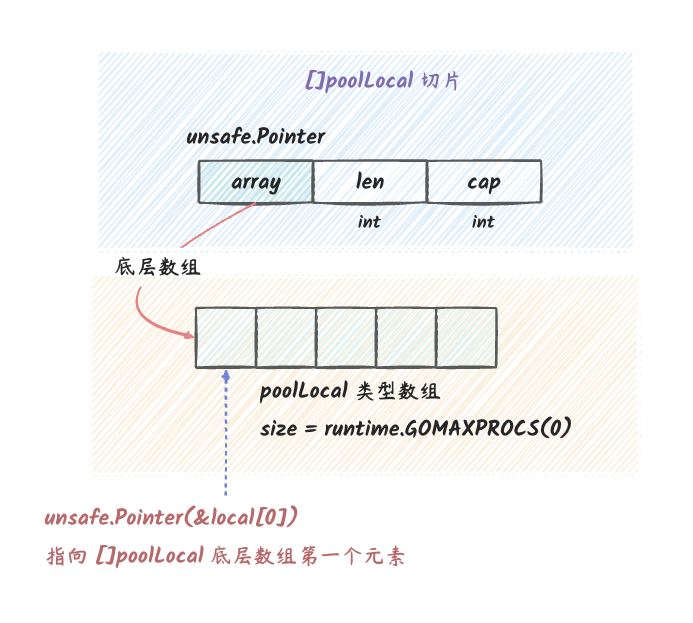 []poolLocal 切片
unsafe.Pointer
array len cap
int int
底层数组
poolLocal 类型数组
size = runtime.GOMAXPROCS(0)
unsafe.Pointer(&local[0])
指向 []poolLocal 底层数组第一个元素